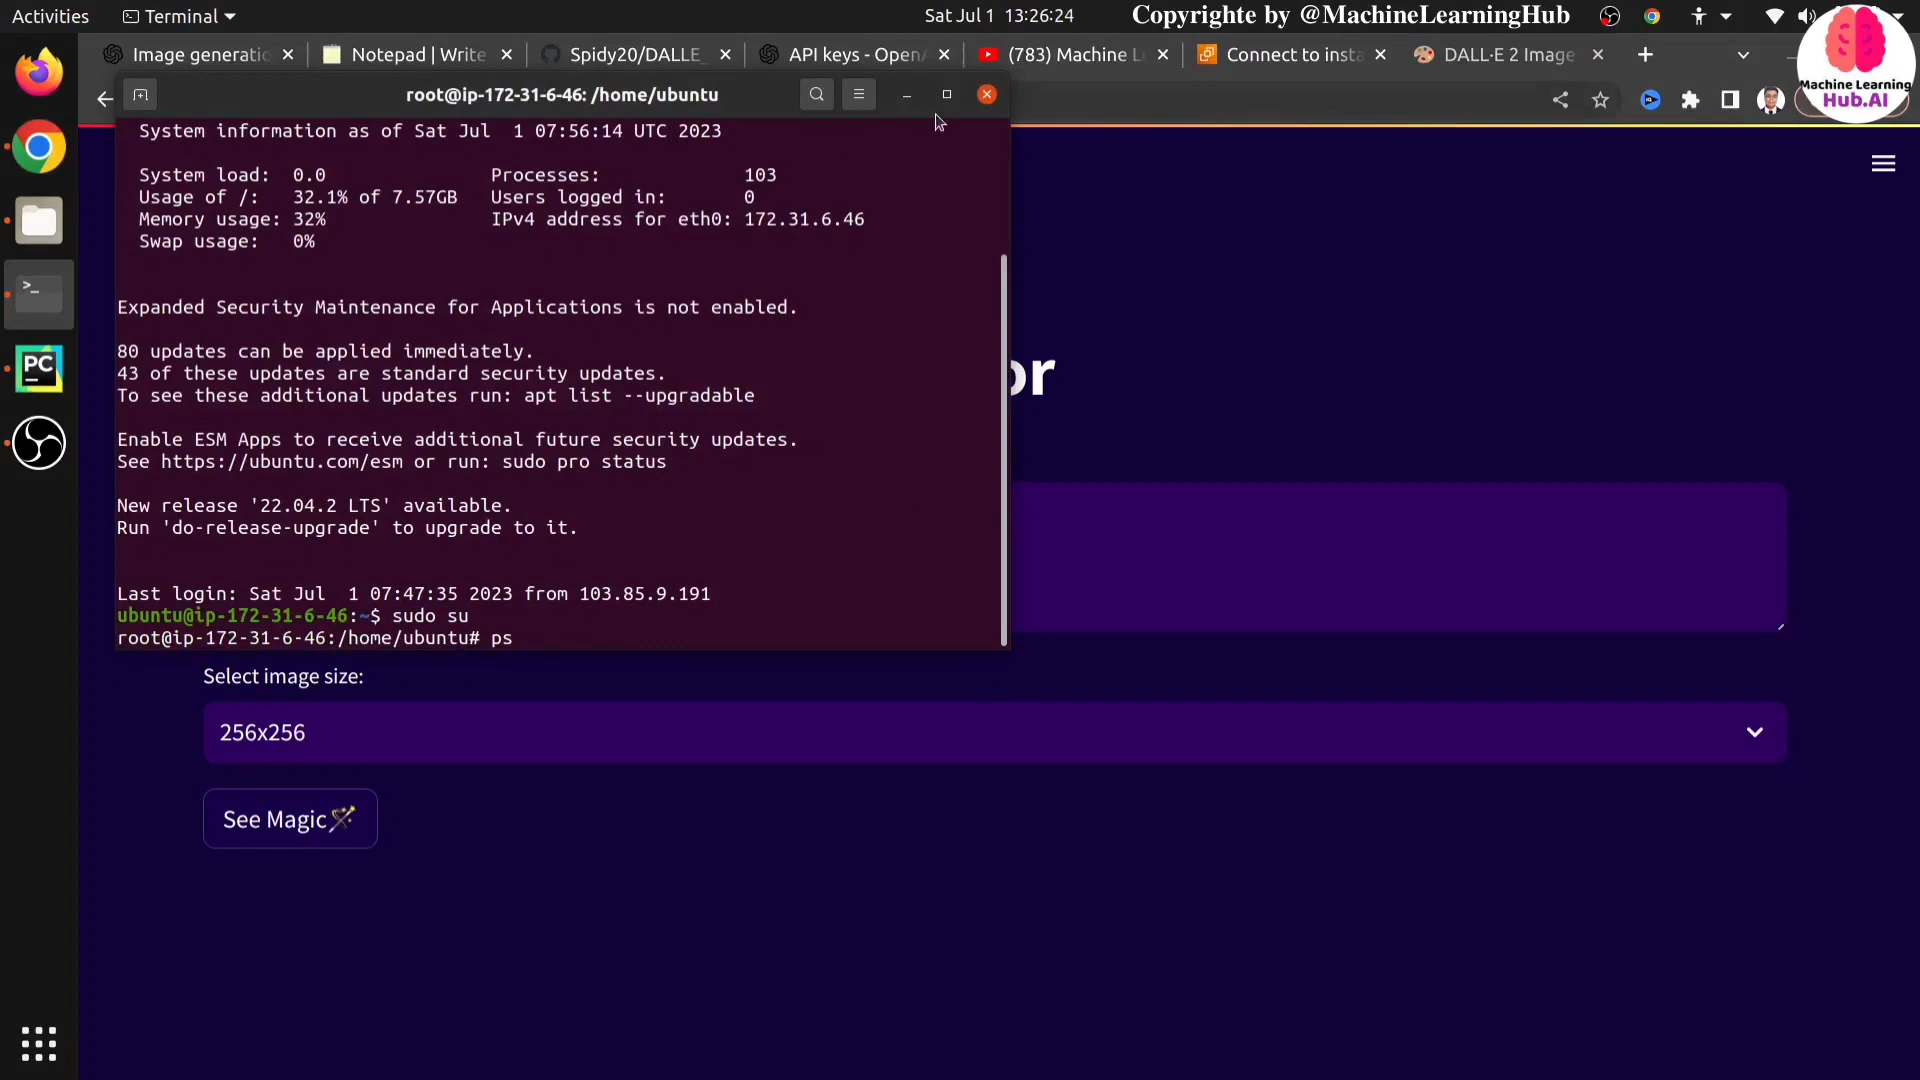 Activities
Terminal
Sat Jul 1 13:26:24
Copyrighte by @MachineLearningHub
Image generatio
Notepad | Write
Spidy20/DALLE_
API keys - OpenA
(783) Machine L
Connect to insta
DALL·E 2 Image
Machine Learning
Hub.AI
root@ip-172-31-6-46: /home/ubuntu
System information as of Sat Jul  1 07:56:14 UTC 2023
System load:  0.0                Processes:             103
Usage of /:   32.1% of 7.57GB   Users logged in:       0
Memory usage: 32%               IPv4 address for eth0: 172.31.6.46
Swap usage:   0%
Expanded Security Maintenance for Applications is not enabled.
80 updates can be applied immediately.
43 of these updates are standard security updates.
To see these additional updates run: apt list --upgradable
Enable ESM Apps to receive additional future security updates.
See https://ubuntu.com/esm or run: sudo pro status
New release '22.04.2 LTS' available.
Run 'do-release-upgrade' to upgrade to it.
Last login: Sat Jul  1 07:47:35 2023 from 103.85.9.191
ubuntu@ip-172-31-6-46:~$ sudo su
root@ip-172-31-6-46:/home/ubuntu# ps
PC
or
Select image size:
256x256
See Magic